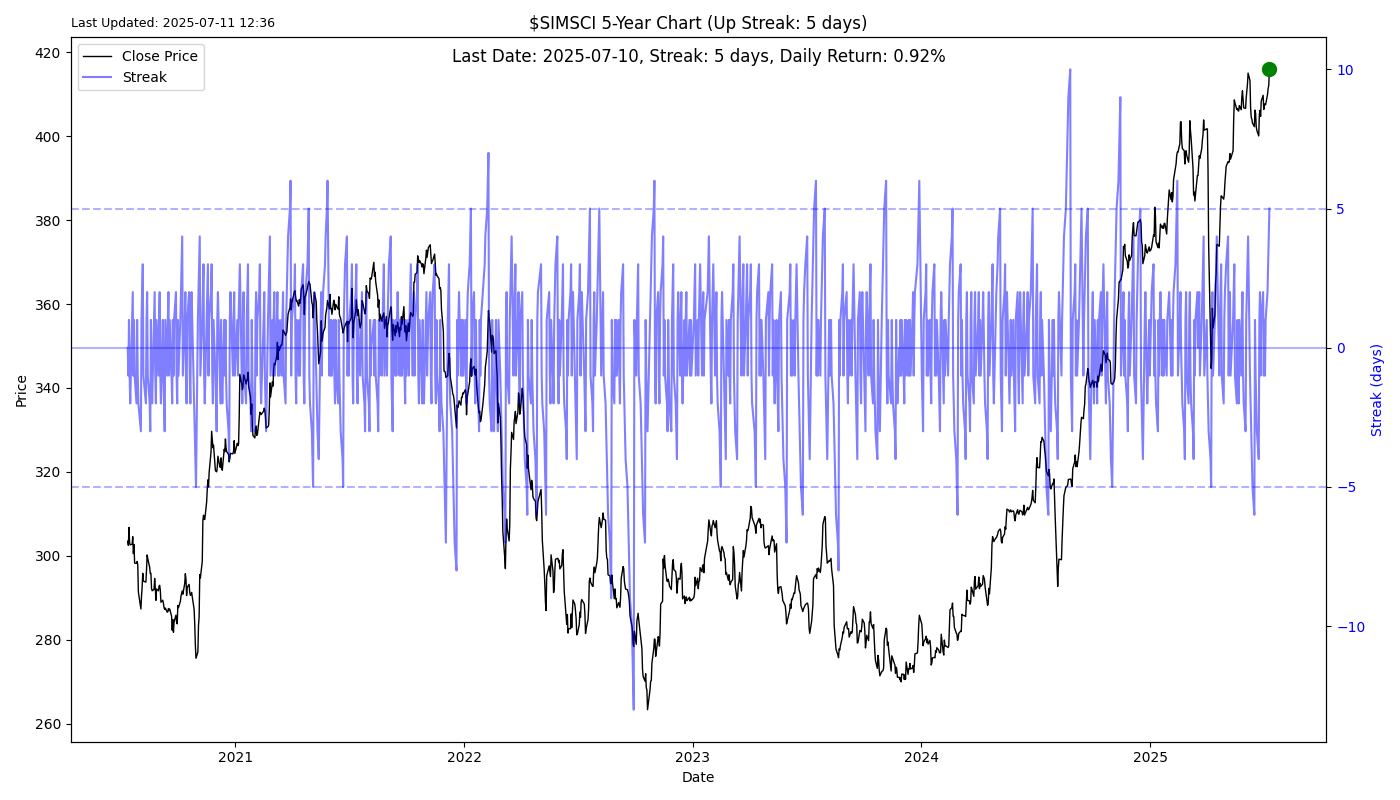 Last Updated: 2025-07-11 12:36
$SIMSCI 5-Year Chart (Up Streak: 5 days)
Last Date: 2025-07-10, Streak: 5 days, Daily Return: 0.92%
Close Price
Streak
420
400
380
360
340
320
300
280
260
Price
10
5
0
−5
−10
Streak (days)
2021
2022
2023
2024
2025
Date